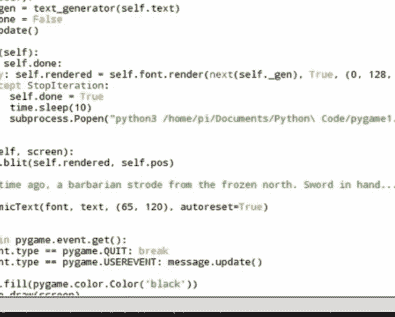 gen = text_generator(self.text)
one = False
pdate()
(self):
self.done:
y: self.rendered = self.font.render(next(self._gen), True, (0, 128,
cept StopIteration:
self.done = True
time.sleep(10)
subprocess.Popen("python3 /home/pi/Documents/Python\ Code/pygame1.
elf, screen):
.blit(self.rendered, self.pos)
time ago, a barbarian strode from the frozen north. Sword in hand...
micText(font, text, (65, 120), autoreset=True)
in pygame.event.get():
nt.type == pygame.QUIT: break
nt.type == pygame.USEREVENT: message.update()
.fill(pygame.color.Color('black'))
e.draw(screen)